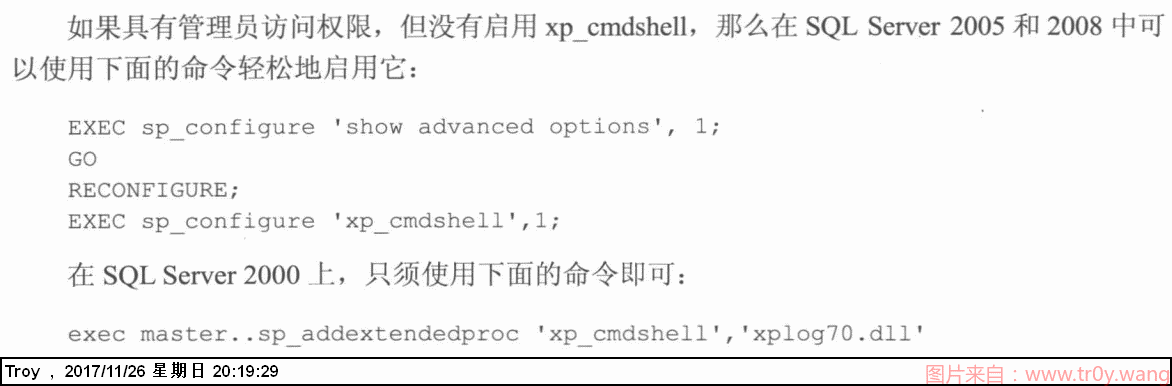 如果具有管理员访问权限，但没有启用 xp_cmdshell，那么在 SQL Server 2005 和 2008 中可
以使用下面的命令轻松地启用它：
EXEC sp_configure 'show advanced options', 1;
GO
RECONFIGURE;
EXEC sp_configure 'xp_cmdshell',1;
在 SQL Server 2000 上，只须使用下面的命令即可：
exec master..sp_addextendedproc 'xp_cmdshell','xplog70.dll'
Troy , 2017/11/26 星期日 20:19:29
图片来自：www.tr0y.wang